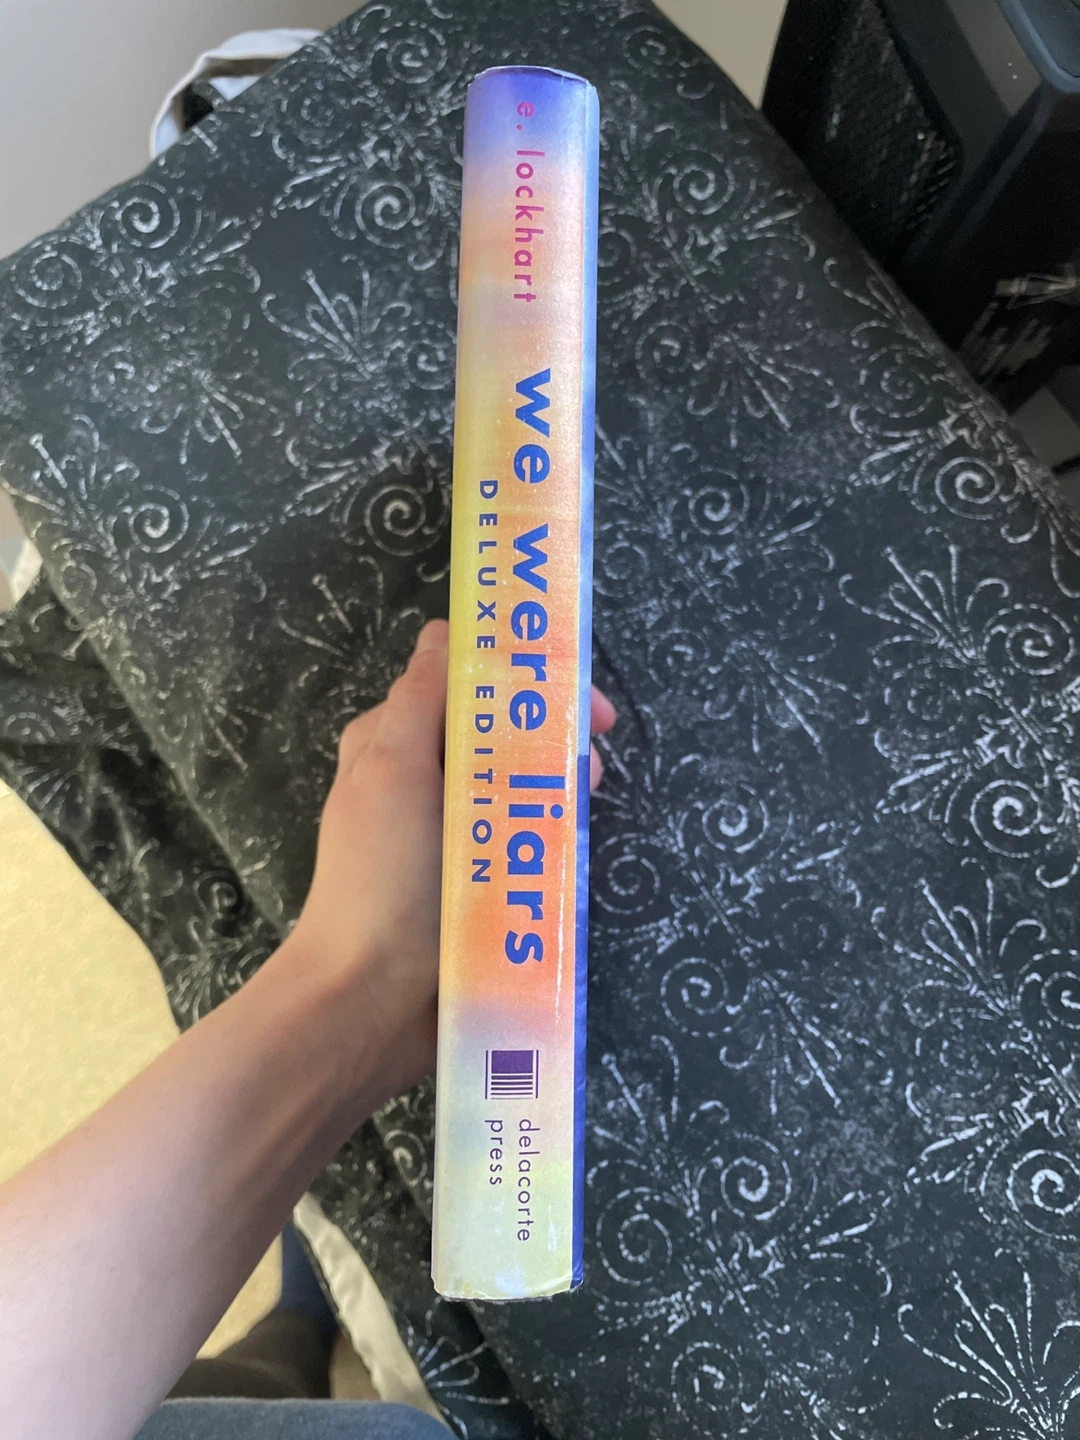 e. lockhart
we were liars
DELUXE EDITION
delacorte
press